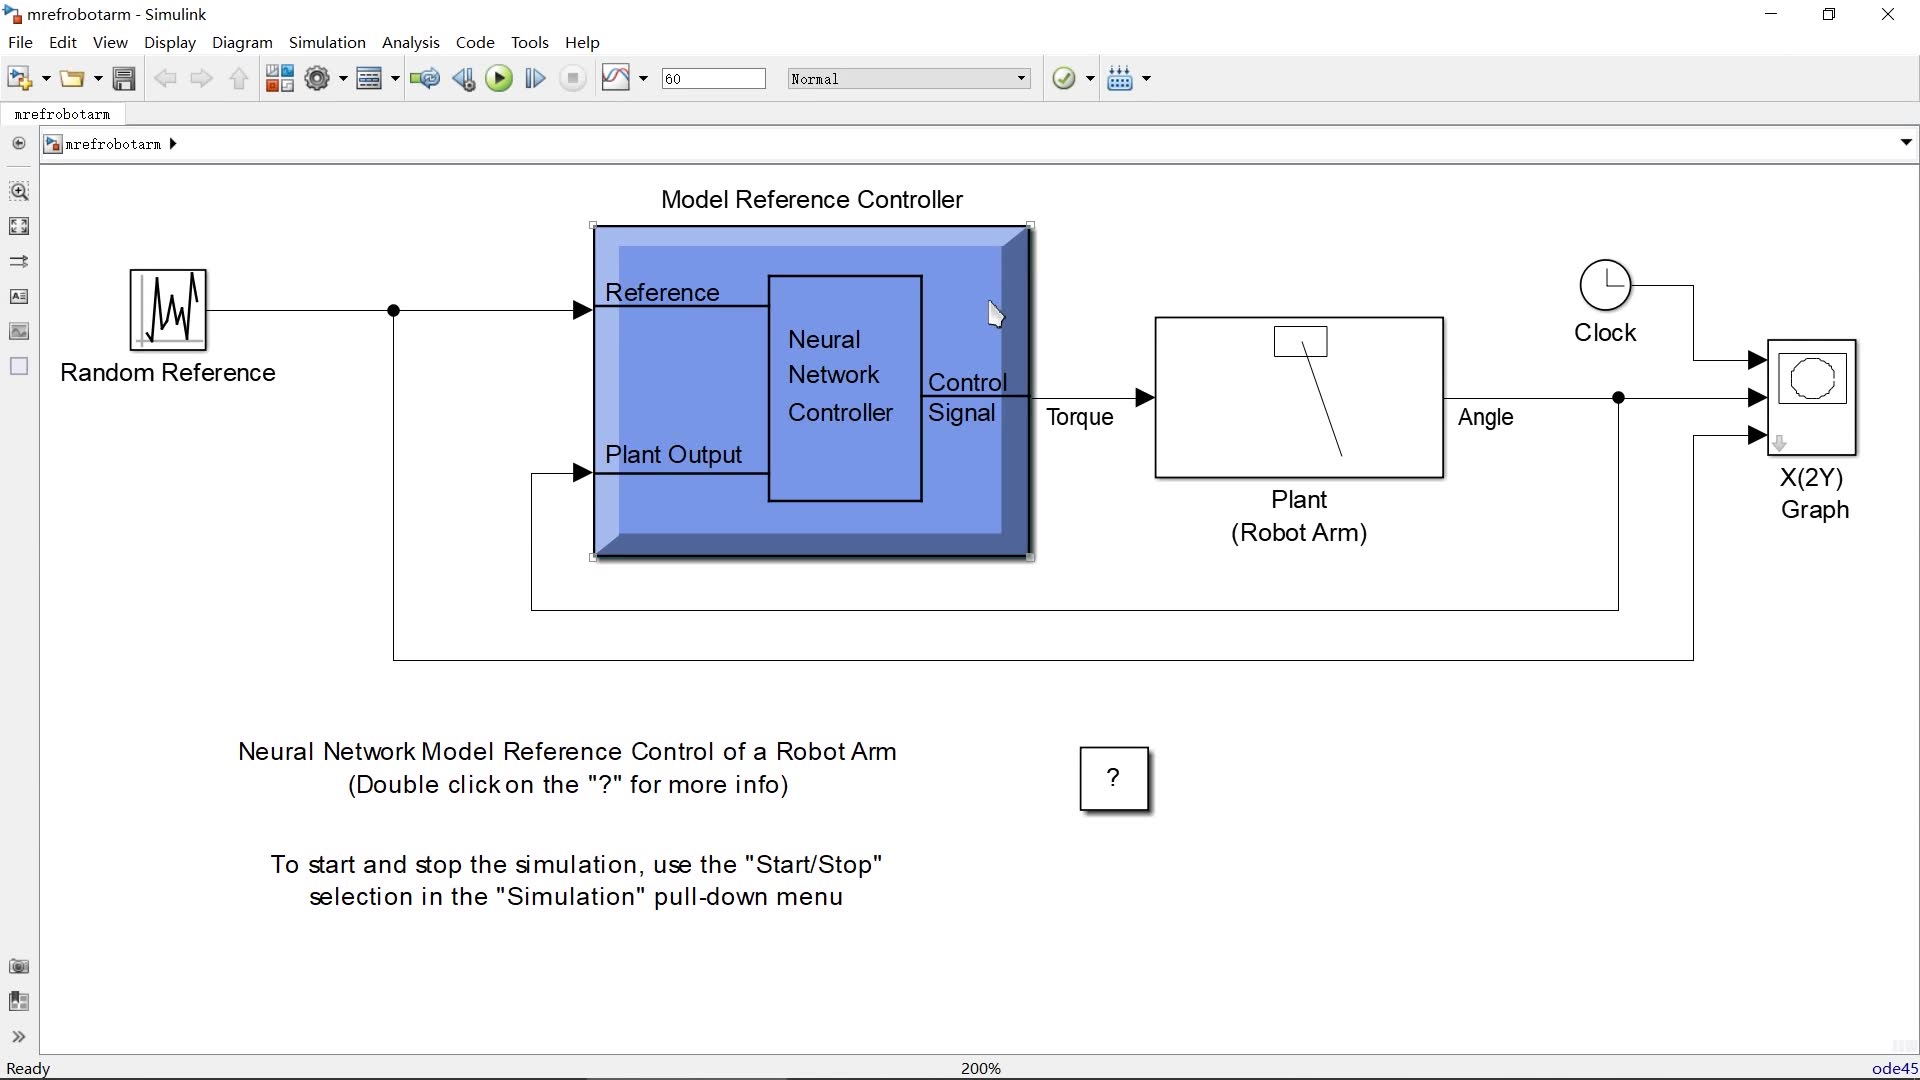 mrefrobotarm - Simulink
File Edit View Display Diagram Simulation Analysis Code Tools Help
60 Normal
mrefrobotarm
mrefrobotarm
Model Reference Controller
Random Reference
Reference
Neural
Network
Controller
Control
Signal
Plant Output
Torque
Plant
(Robot Arm)
Angle
Clock
X(2Y)
Graph
Neural Network Model Reference Control of a Robot Arm
(Double click on the "?" for more info)
?
To start and stop the simulation, use the "Start/Stop"
selection in the "Simulation" pull-down menu
Ready 200% ode45